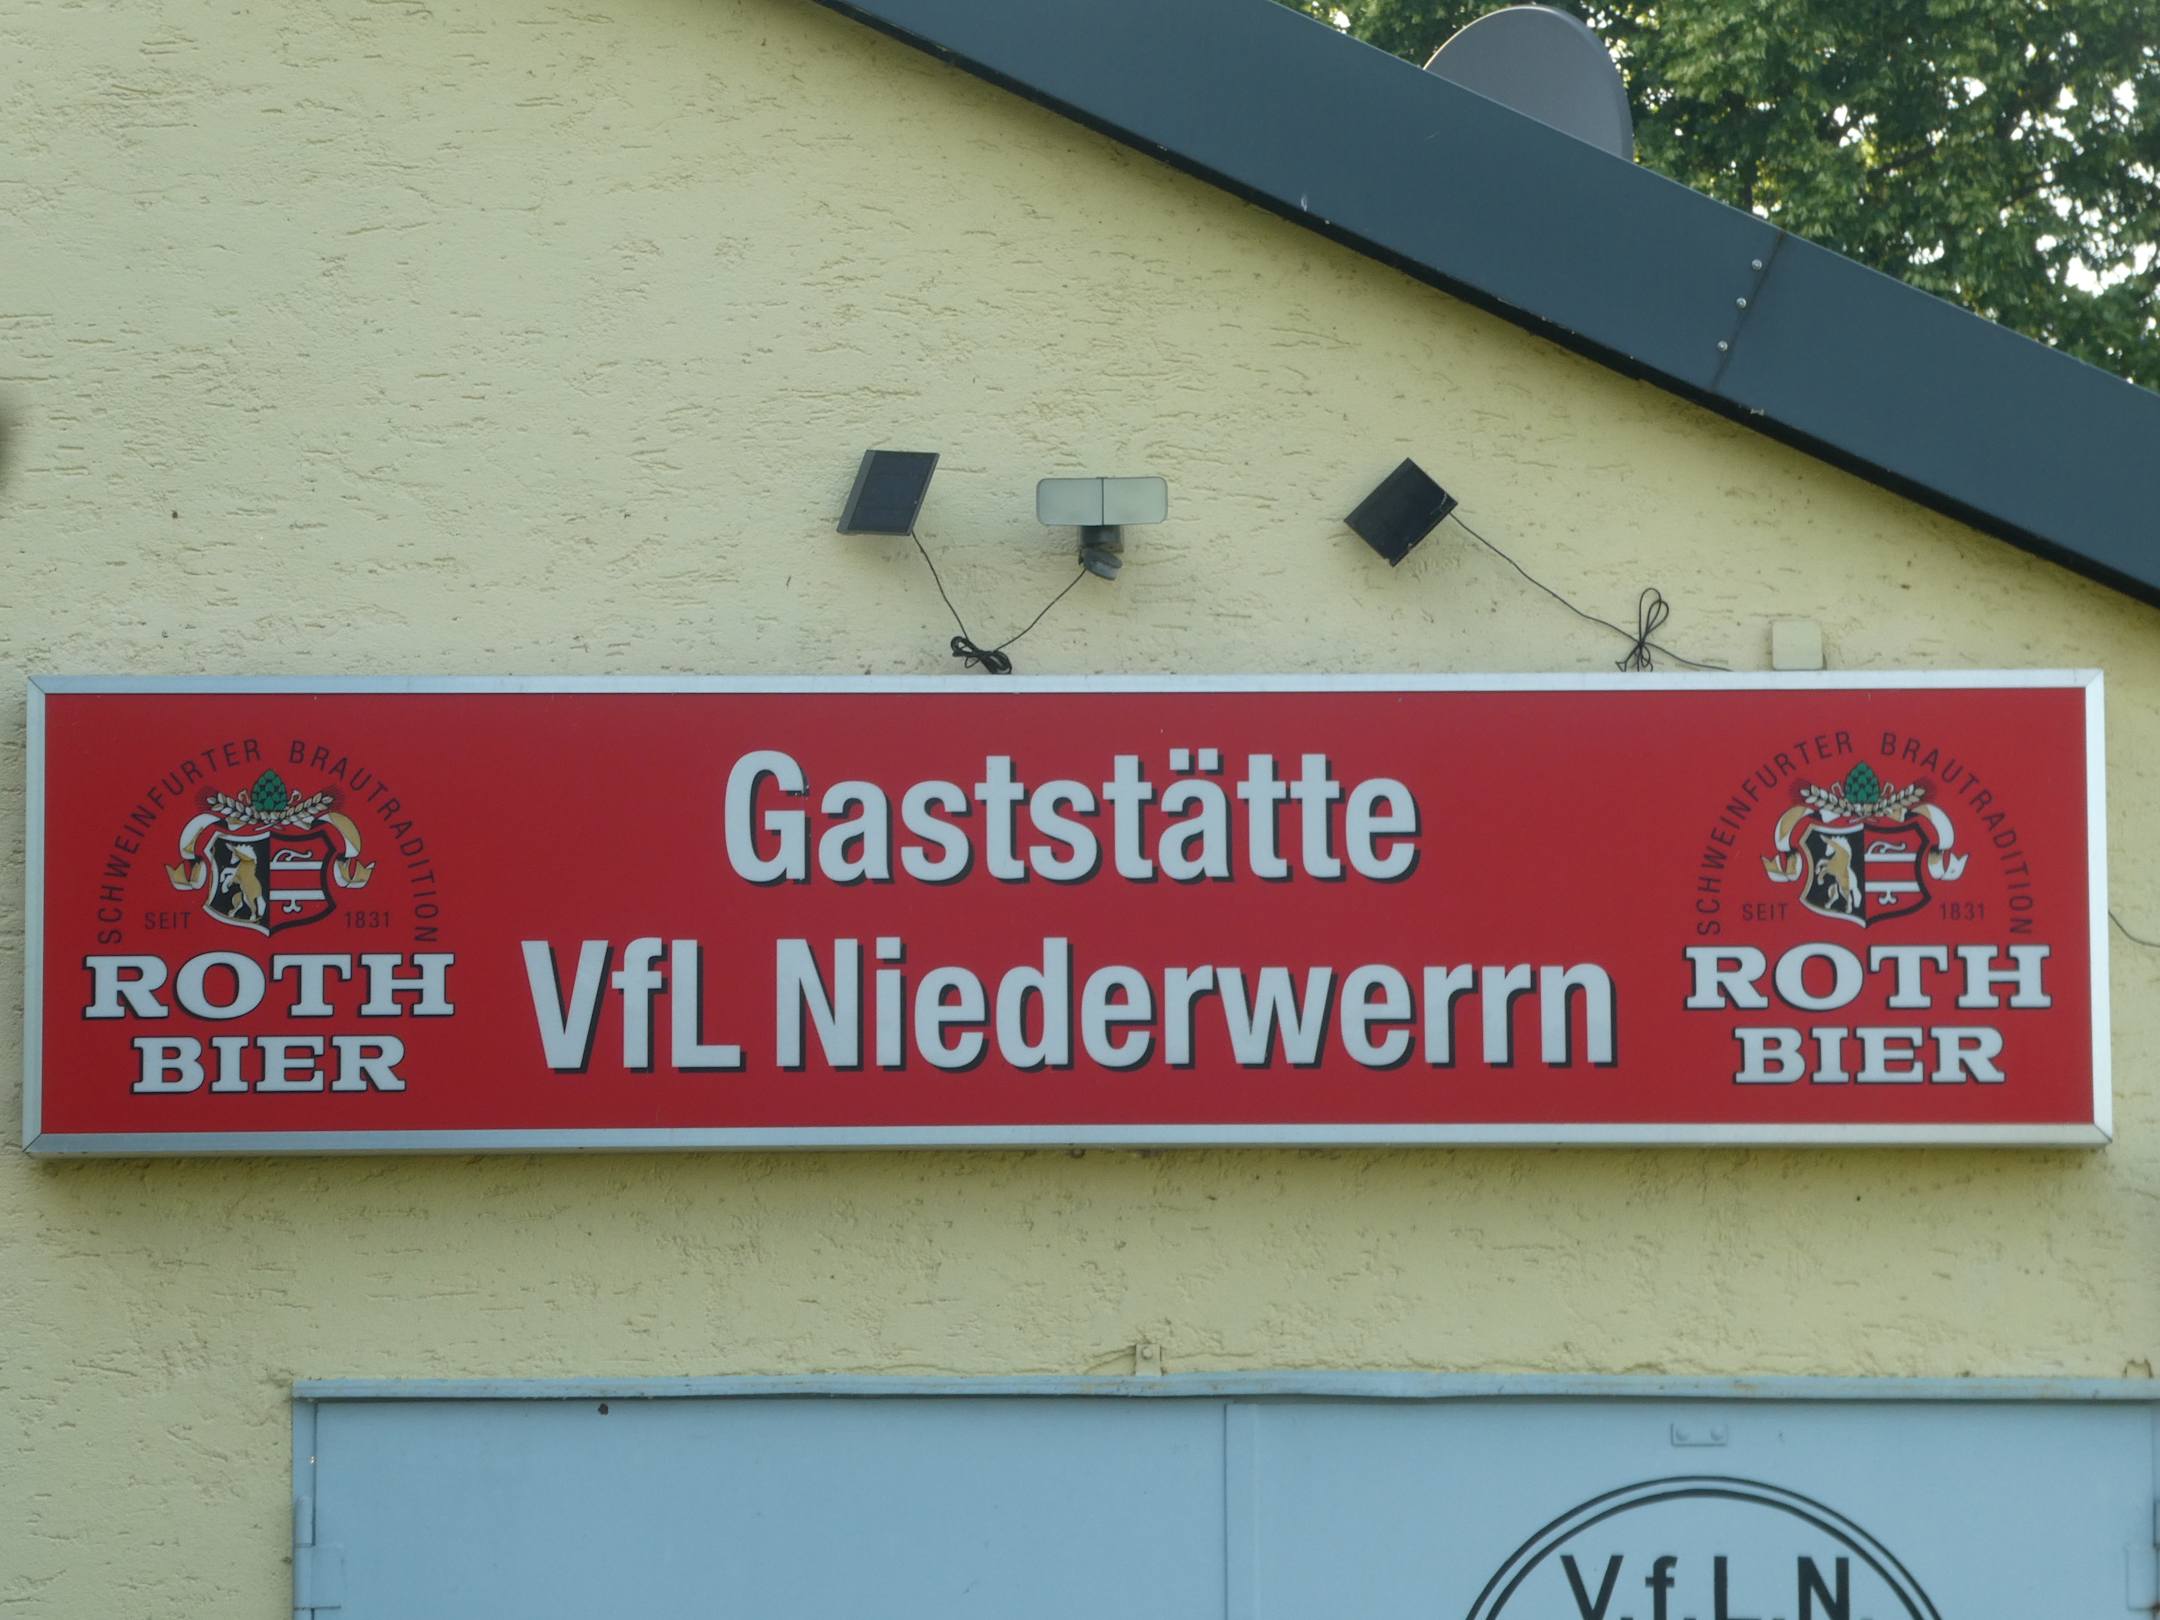 SCHWEINFURTER BRAUTRADITION
SEIT 1831
ROTH
BIER
Gaststätte
VfL Niederwerrn
SCHWEINFURTER BRAUTRADITION
SEIT 1831
ROTH
BIER
V.f.L.N.